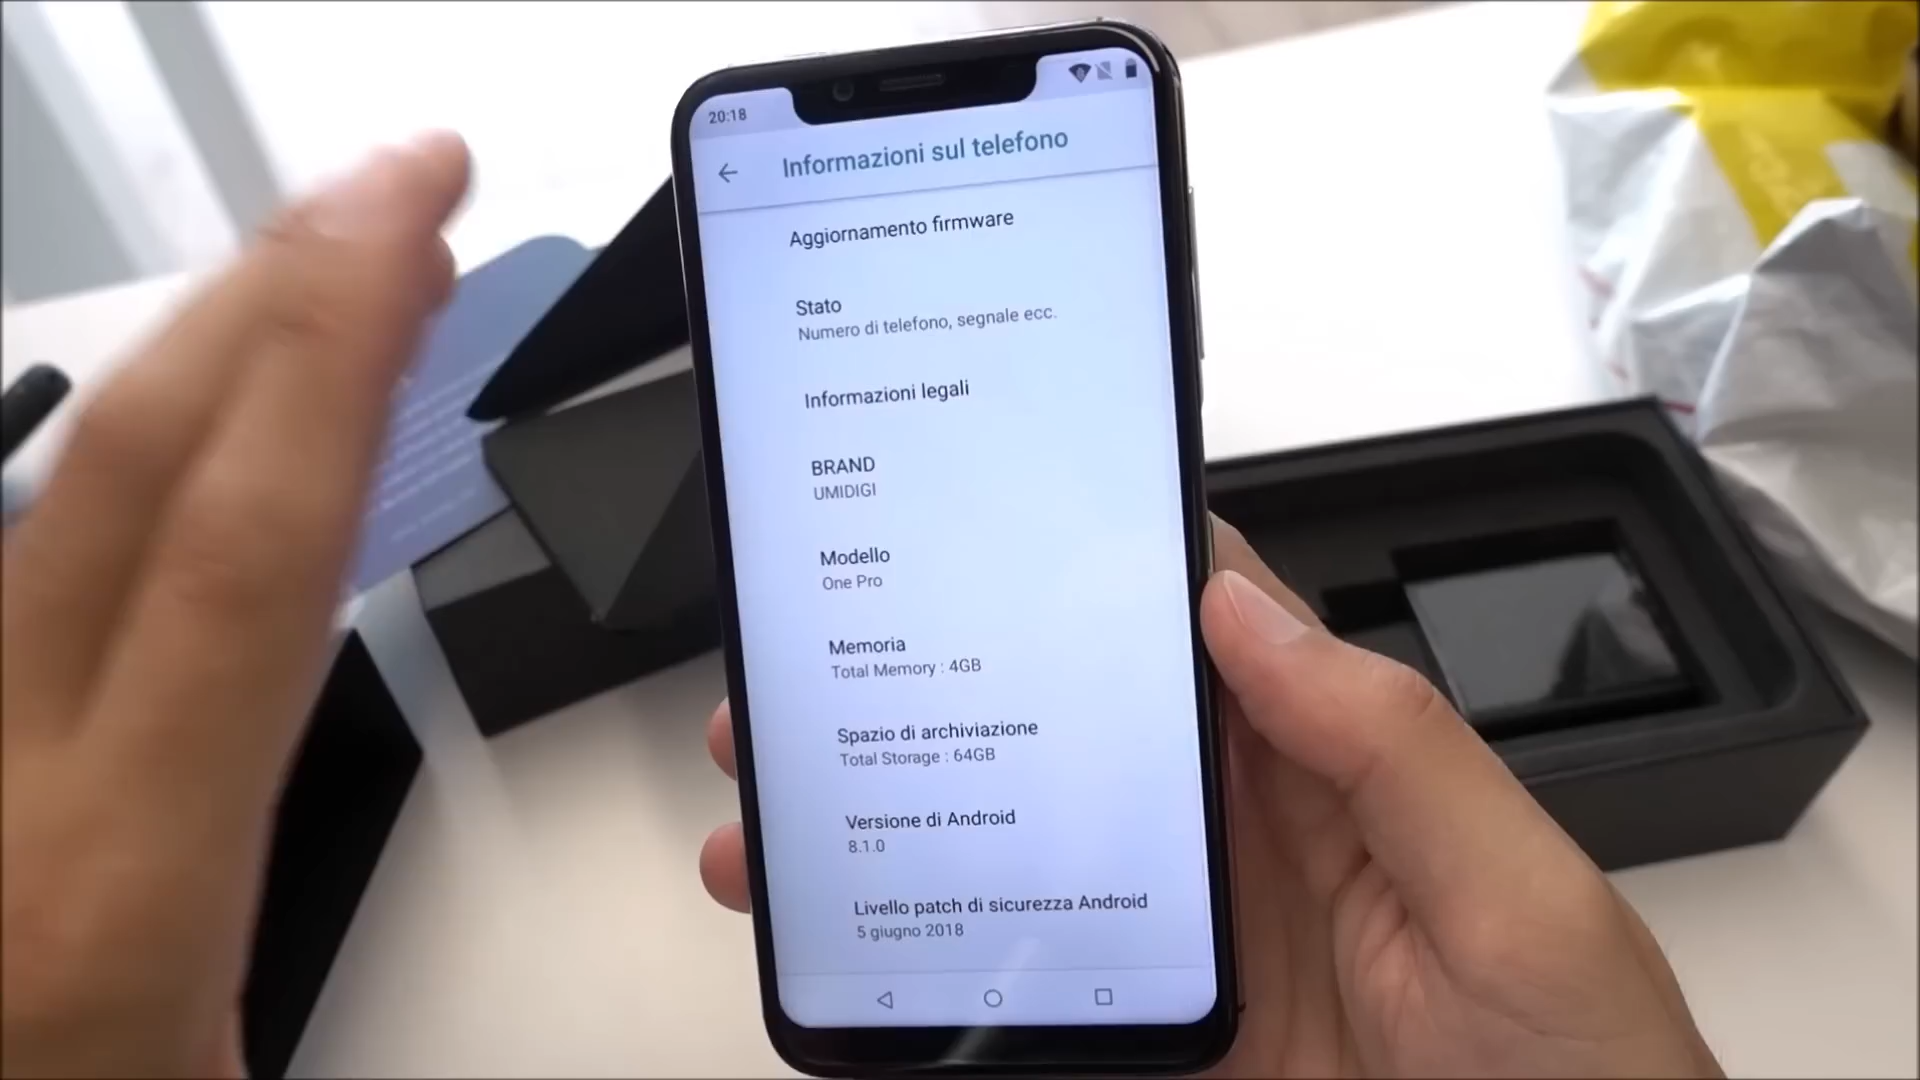 20:18
Informazioni sul telefono
Aggiornamento firmware
Stato
Numero di telefono, segnale ecc.
Informazioni legali
BRAND
UMIDIGI
Modello
One Pro
Memoria
Total Memory : 4GB
Spazio di archiviazione
Total Storage : 64GB
Versione di Android
8.1.0
Livello patch di sicurezza Android
5 giugno 2018